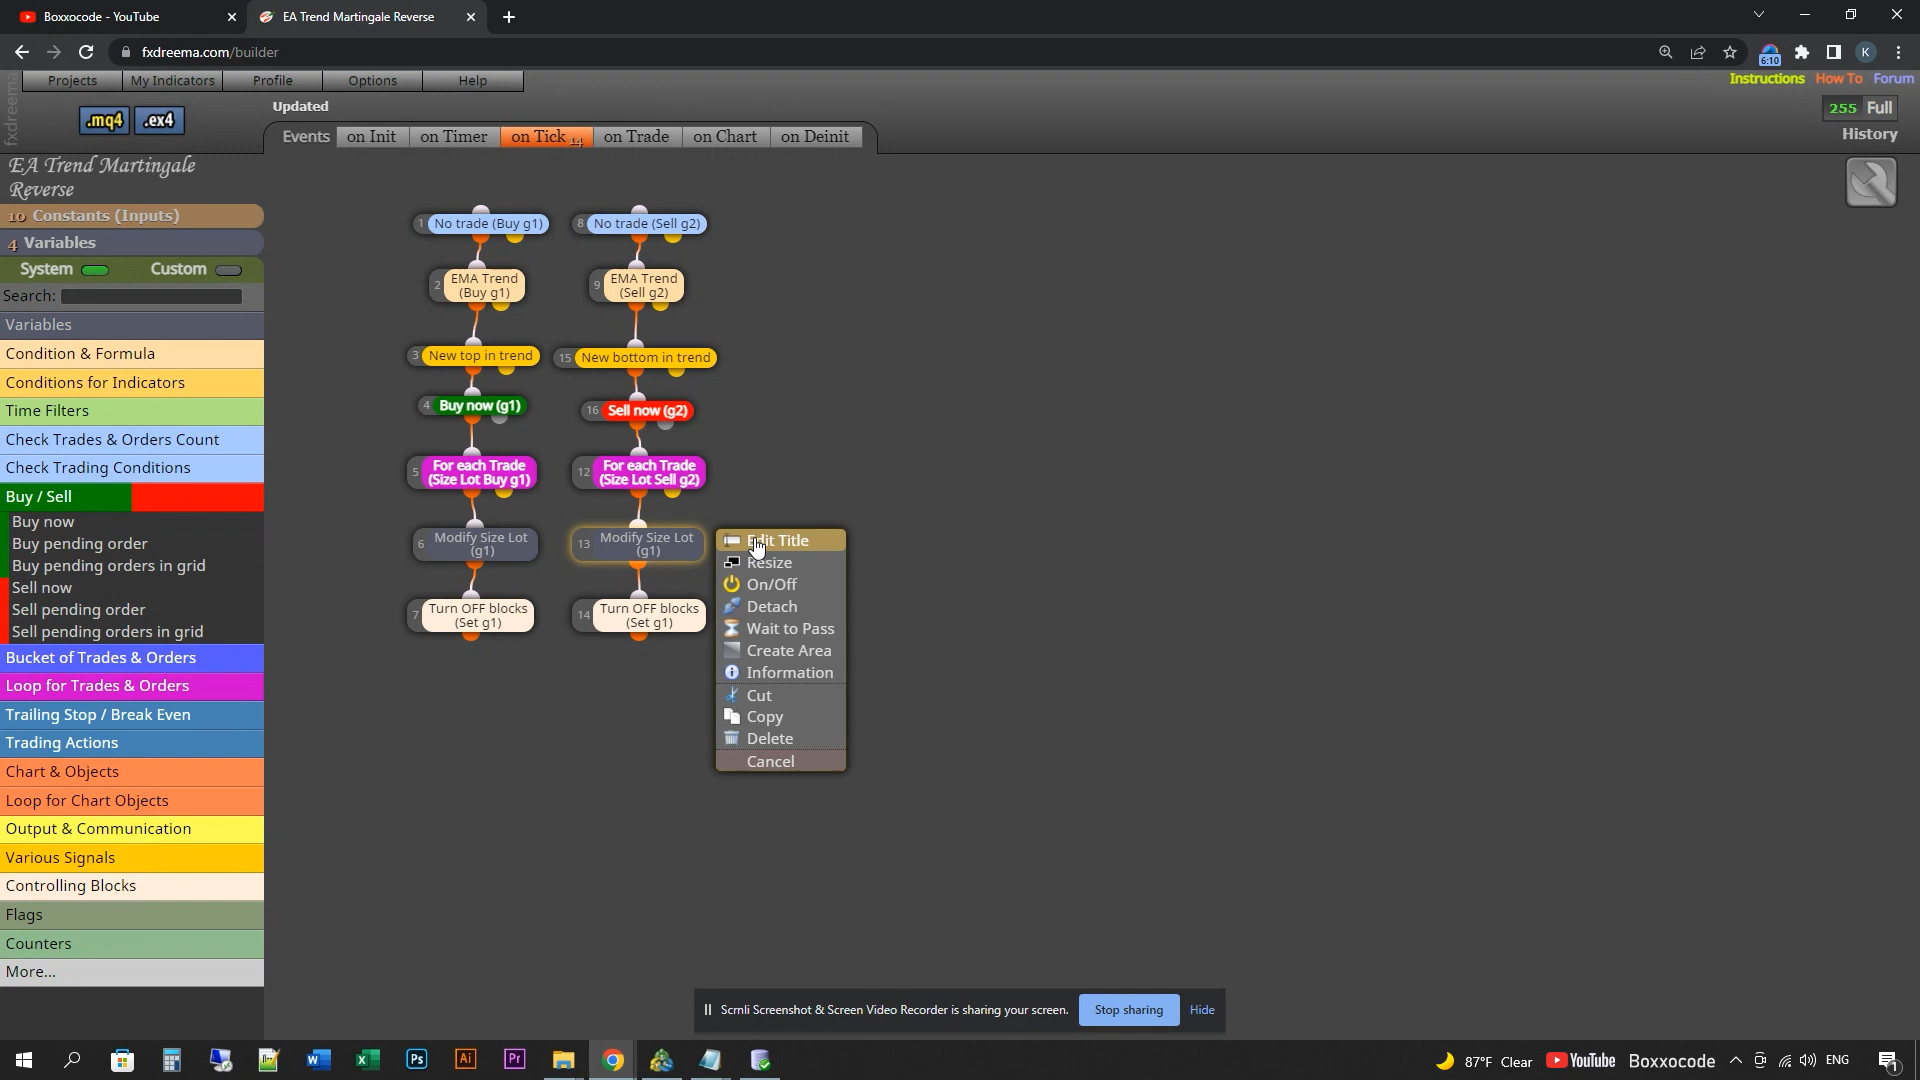 Boxxocode - YouTube
EA Trend Martingale Reverse
fxdreema.com/builder
6:10
K
Projects
My Indicators
Profile
Options
Help
Instructions
How To
Forum
fxdreema
.mq4
.ex4
Updated
255 Full
History
Events
on Init
on Timer
on Tick 14
on Trade
on Chart
on Deinit
EA Trend Martingale
Reverse
10 Constants (Inputs)
4 Variables
System
Custom
Search:
Variables
Condition & Formula
Conditions for Indicators
Time Filters
Check Trades & Orders Count
Check Trading Conditions
Buy / Sell
Buy now
Buy pending order
Buy pending orders in grid
Sell now
Sell pending order
Sell pending orders in grid
Bucket of Trades & Orders
Loop for Trades & Orders
Trailing Stop / Break Even
Trading Actions
Chart & Objects
Loop for Chart Objects
Output & Communication
Various Signals
Controlling Blocks
Flags
Counters
More...
1 No trade (Buy g1)
8 No trade (Sell g2)
2 EMA Trend
(Buy g1)
9 EMA Trend
(Sell g2)
3 New top in trend
15 New bottom in trend
4 Buy now (g1)
16 Sell now (g2)
5 For each Trade
(Size Lot Buy g1)
12 For each Trade
(Size Lot Sell g2)
6 Modify Size Lot
(g1)
13 Modify Size Lot
(g1)
7 Turn OFF blocks
(Set g1)
14 Turn OFF blocks
(Set g1)
Edit Title
Resize
On/Off
Detach
Wait to Pass
Create Area
Information
Cut
Copy
Delete
Cancel
Scrnli Screenshot & Screen Video Recorder is sharing your screen.
Stop sharing
Hide
Ps
Ai
Pr
87°F Clear
YouTube
Boxxocode
ENG
1